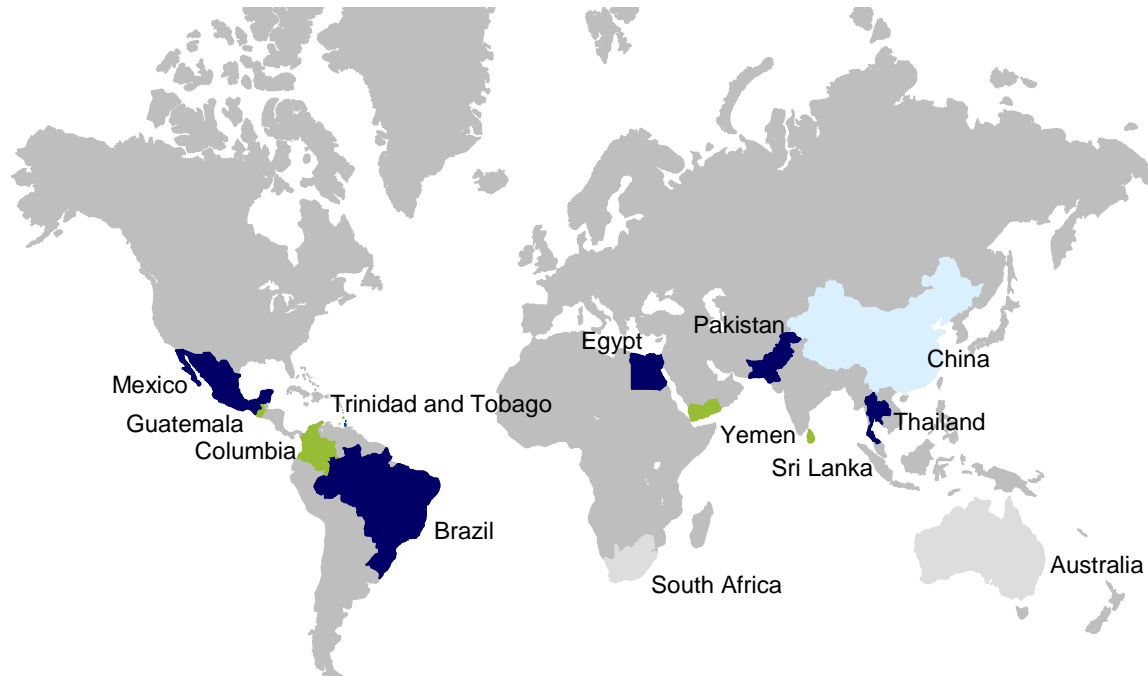 Pakistan
Egypt
China
Mexico
Trinidad and Tobago
Guatemala
Thailand
Yemen
Columbia
Sri Lanka
Brazil
Australia
South Africa